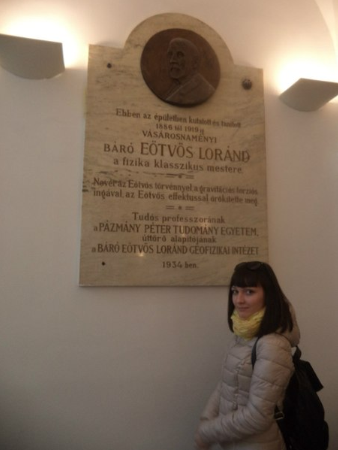 Ebben az épületben kutatott és tanított
1886 tól 1919 ig
VÁSÁROSNAMÉNYI
BÁRÓ EÖTVÖS LORÁND
a fizika klasszikus mestere
Nevét az Eötvös törvénnyel, a gravitációs torziós
ingával, az Eötvös effektussal örökítette meg
Tudós professzorának
a PÁZMÁNY PÉTER TUDOMÁNY EGYETEM,
úttörő alapítójának
a BÁRÓ EÖTVÖS LORÁND GEOFIZIKAI INTÉZET
1934 ben